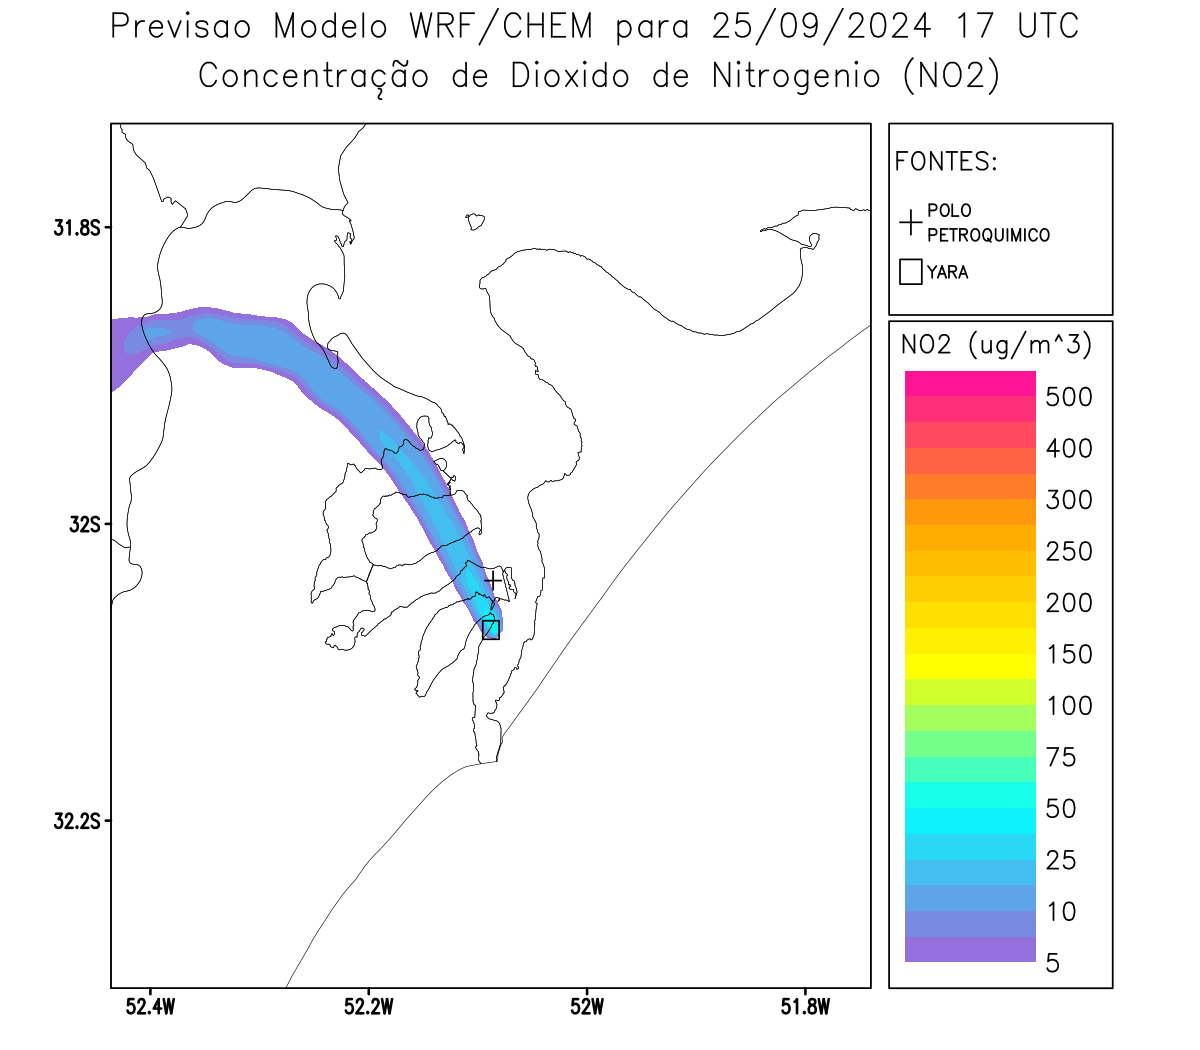 Previsao Modelo WRF/CHEM para 25/09/2024 17 UTC
Concentração de Dioxido de Nitrogenio (NO2)
FONTES:
POLO
PETROQUIMICO
YARA
31.8S
32S
32.2S
52.4W
52.2W
52W
51.8W
NO2 (ug/m^3)
500
400
300
250
200
150
100
75
50
25
10
5